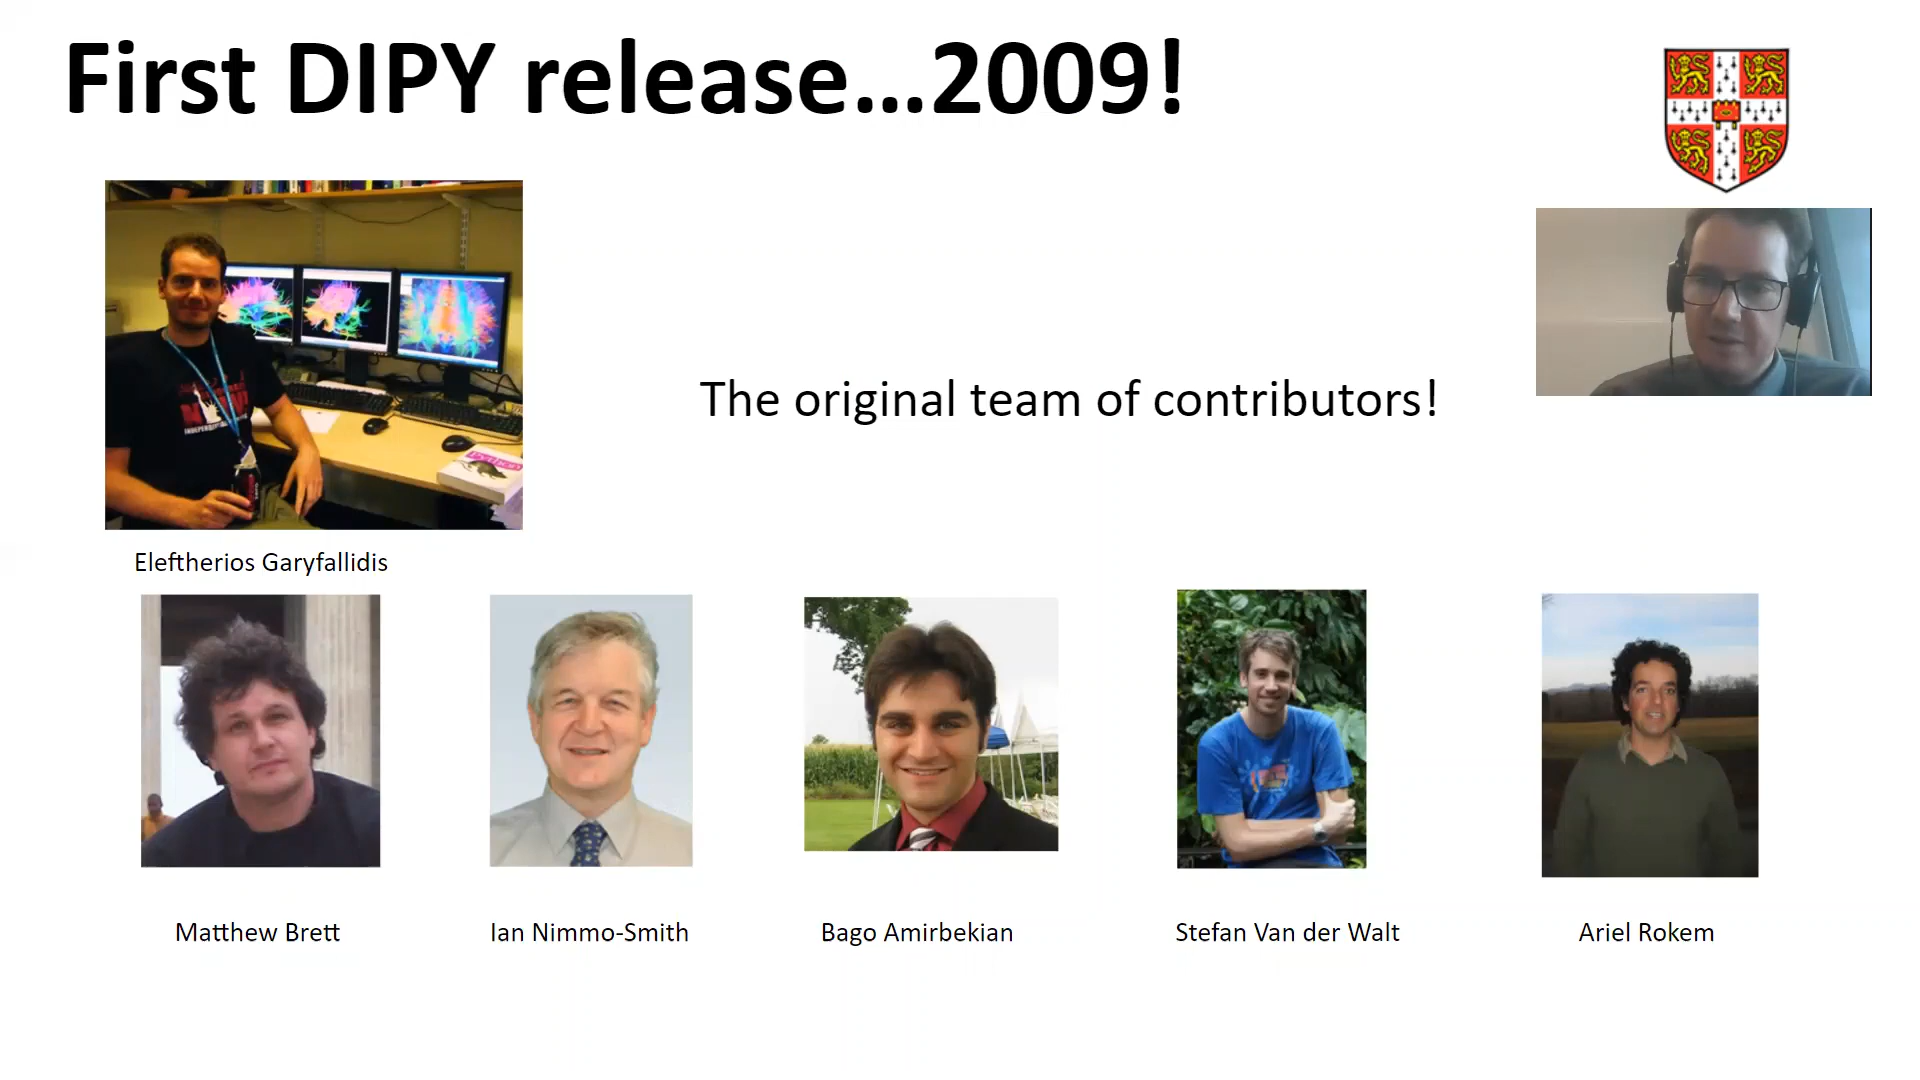 First DIPY release...2009!
The original team of contributors!
Python
Eleftherios Garyfallidis
Matthew Brett
Ian Nimmo-Smith
Bago Amirbekian
Stefan Van der Walt
Ariel Rokem